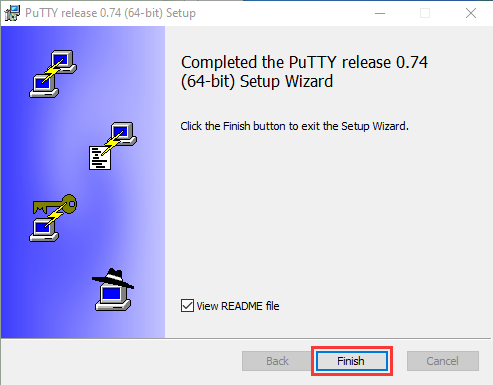 PuTTY release 0.74 (64-bit) Setup
Completed the PuTTY release 0.74
(64-bit) Setup Wizard
Click the Finish button to exit the Setup Wizard.
View README file
Back
Finish
Cancel